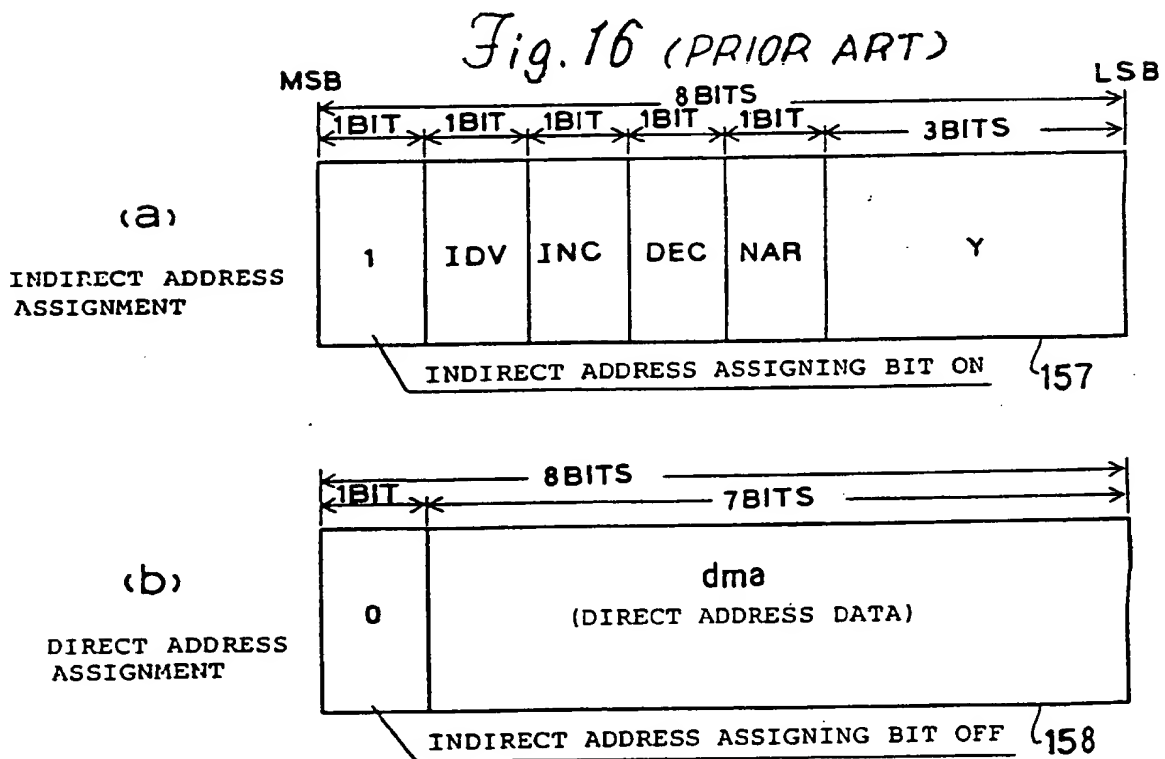 Fig. 16 (PRIOR ART)
MSB LSB
8BITS
1BIT 1BIT 1BIT 1BIT 1BIT 3BITS
(a)
INDIRECT ADDRESS
ASSIGNMENT
1 IDV INC DEC NAR Y
INDIRECT ADDRESS ASSIGNING BIT ON 157
8BITS
1BIT 7BITS
(b)
DIRECT ADDRESS
ASSIGNMENT
0
dma
(DIRECT ADDRESS DATA)
INDIRECT ADDRESS ASSIGNING BIT OFF 158